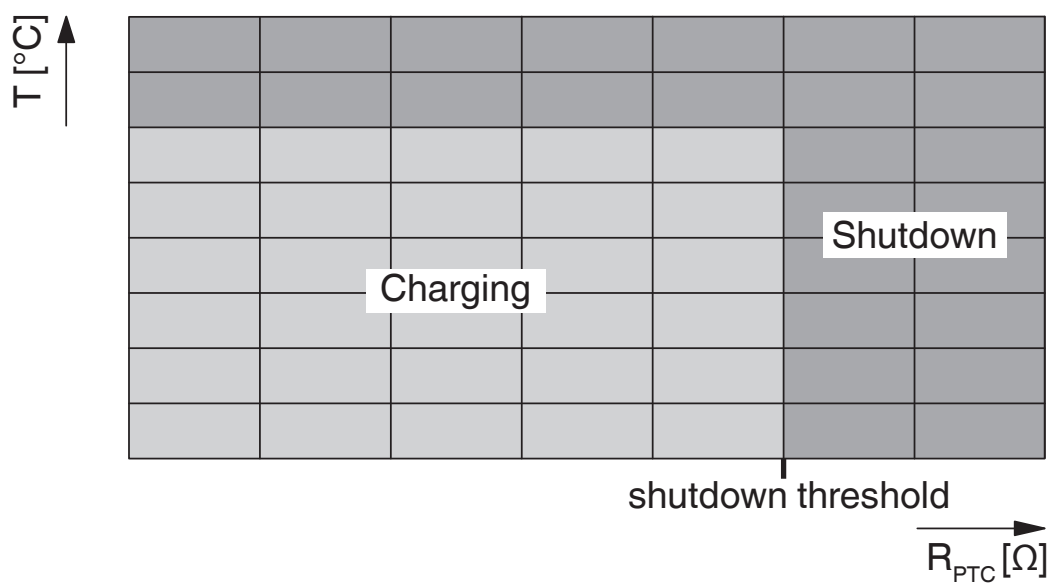 T [°C]
Shutdown
Charging
shutdown threshold
R_PTC [Ω]